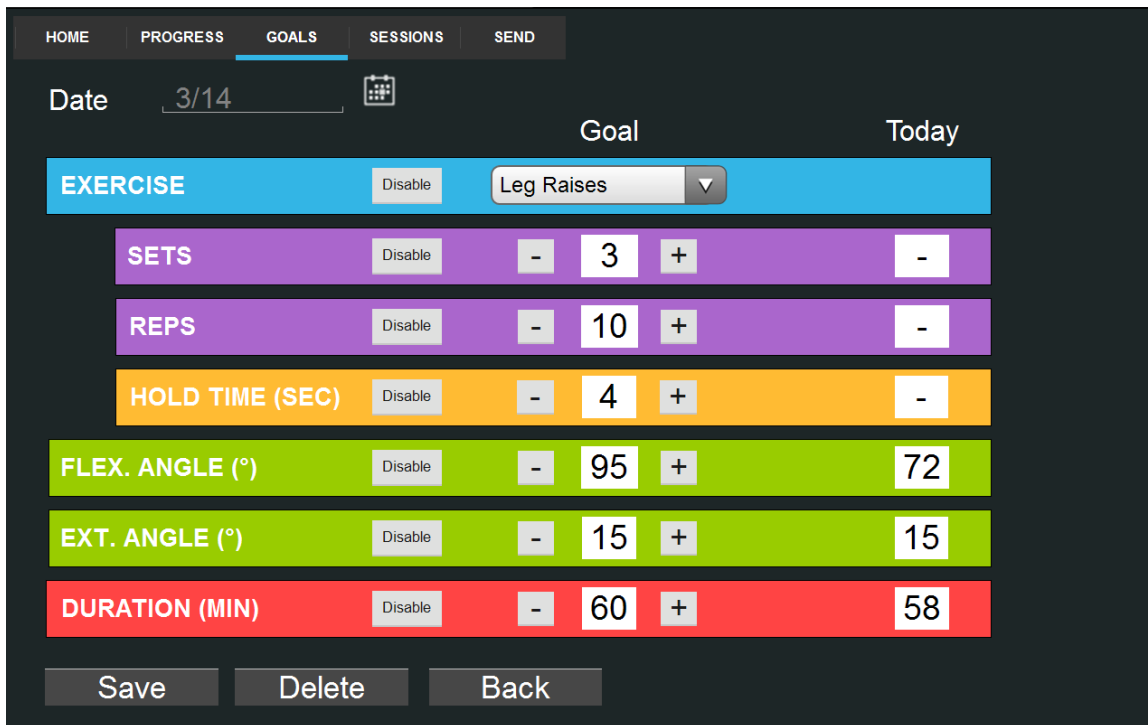 HOME PROGRESS GOALS SESSIONS SEND
Date 3/14
Goal Today
EXERCISE Disable Leg Raises
SETS Disable - 3 + -
REPS Disable - 10 + -
HOLD TIME (SEC) Disable - 4 + -
FLEX. ANGLE (°) Disable - 95 + 72
EXT. ANGLE (°) Disable - 15 + 15
DURATION (MIN) Disable - 60 + 58
Save Delete Back